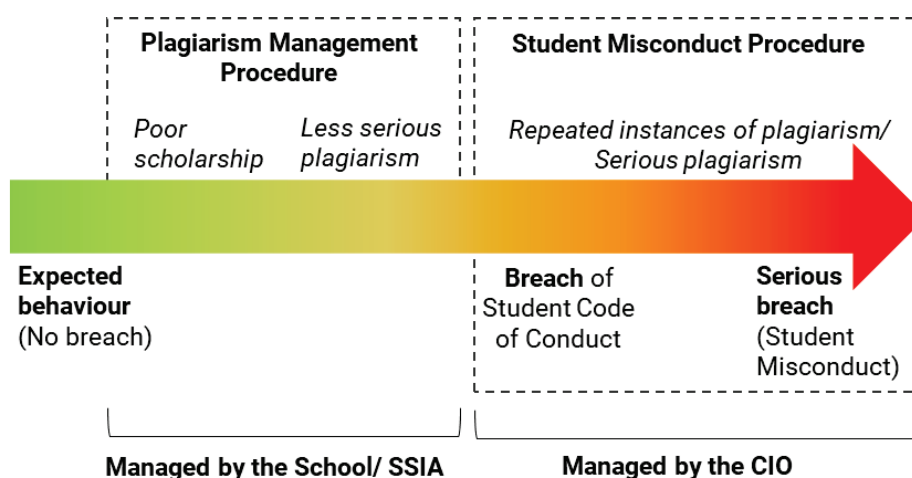 Plagiarism Management
Procedure
Student Misconduct Procedure
Poor
scholarship
Less serious
plagiarism
Repeated instances of plagiarism/
Serious plagiarism
Expected
behaviour
(No breach)
Breach of
Student Code
of Conduct
Serious
breach
(Student
Misconduct)
Managed by the School/ SSIA
Managed by the CIO